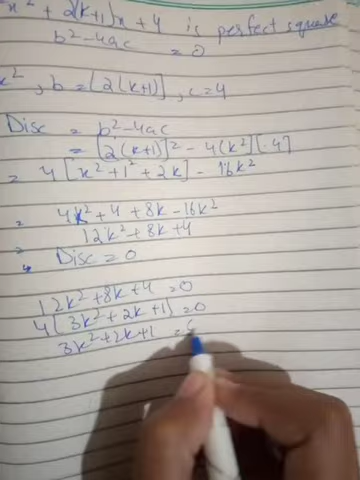 x² + 2(k+1)x + 4 is perfect square
b²-4ac = 0
x², b = [2(k+1)], c = 4
Disc = b²-4ac
= [2(k+1)]² - 4(k²)[4]
= 4[x²+1²+2k] - 16k²
= 4k²+4+8k-16k²
= 12k²+8k+4
Disc = 0
12k²+8k+4 = 0
4(3k²+2k+1) = 0
3k²+2k+1 =